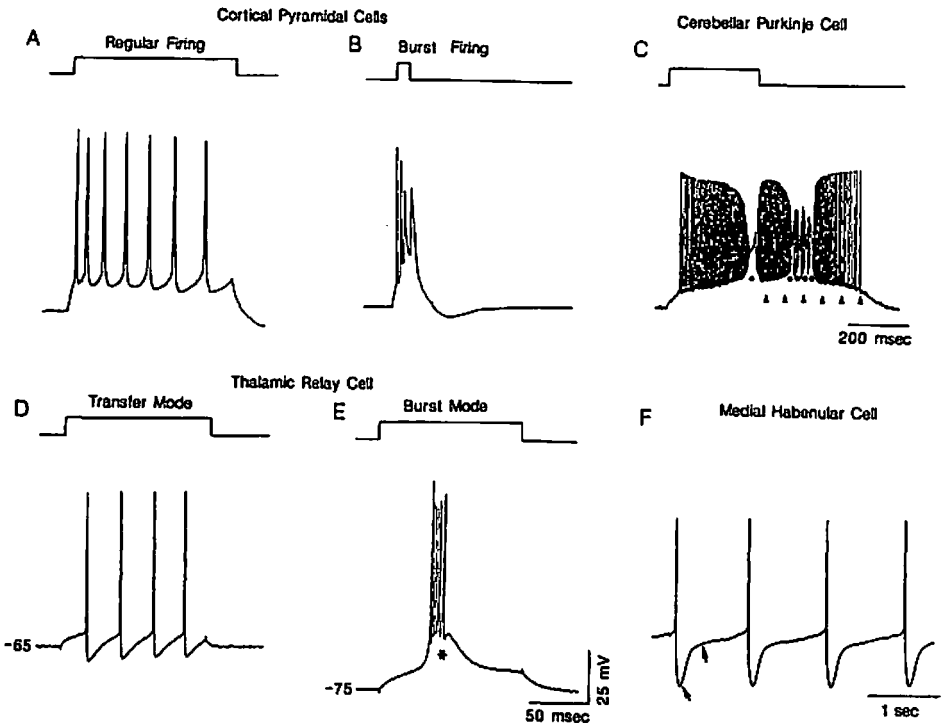 Cortical Pyramidal Cells
Cerebellar Purkinje Cell
A
Regular Firing
B
Burst Firing
C
200 msec
Thalamic Relay Cell
D
Transfer Mode
E
Burst Mode
F
Medial Habenular Cell
-65
-75
*
25 mV
50 msec
1 sec